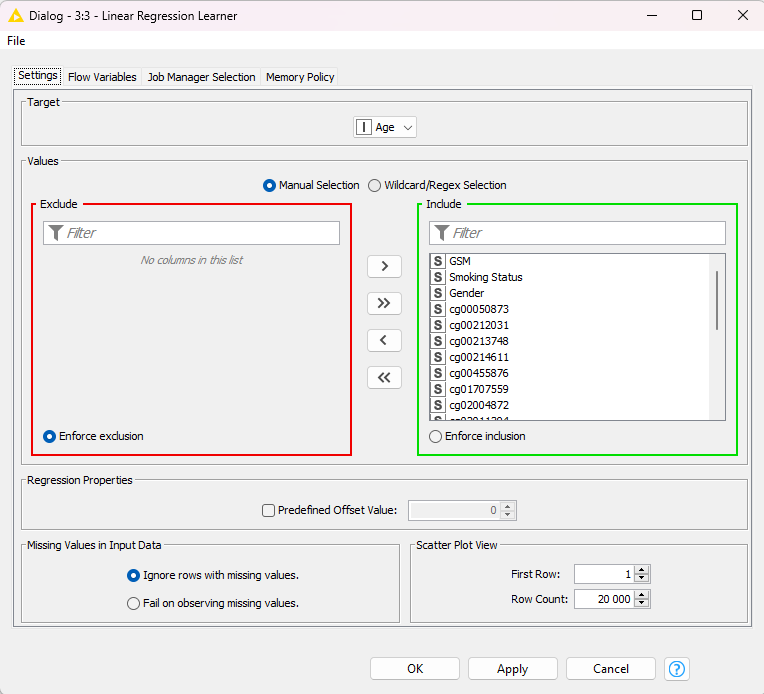 Dialog - 3:3 - Linear Regression Learner
File
Settings Flow Variables Job Manager Selection Memory Policy
Target
I Age
Values
Manual Selection Wildcard/Regex Selection
Exclude
Filter
No columns in this list
Enforce exclusion
>
>>
<
<<
Include
Filter
S GSM
S Smoking Status
S Gender
S cg00050873
S cg00212031
S cg00213748
S cg00214611
S cg00455876
S cg01707559
S cg02004872
Enforce inclusion
Regression Properties
Predefined Offset Value: 0
Missing Values in Input Data
Ignore rows with missing values.
Fail on observing missing values.
Scatter Plot View
First Row: 1
Row Count: 20 000
OK Apply Cancel ?